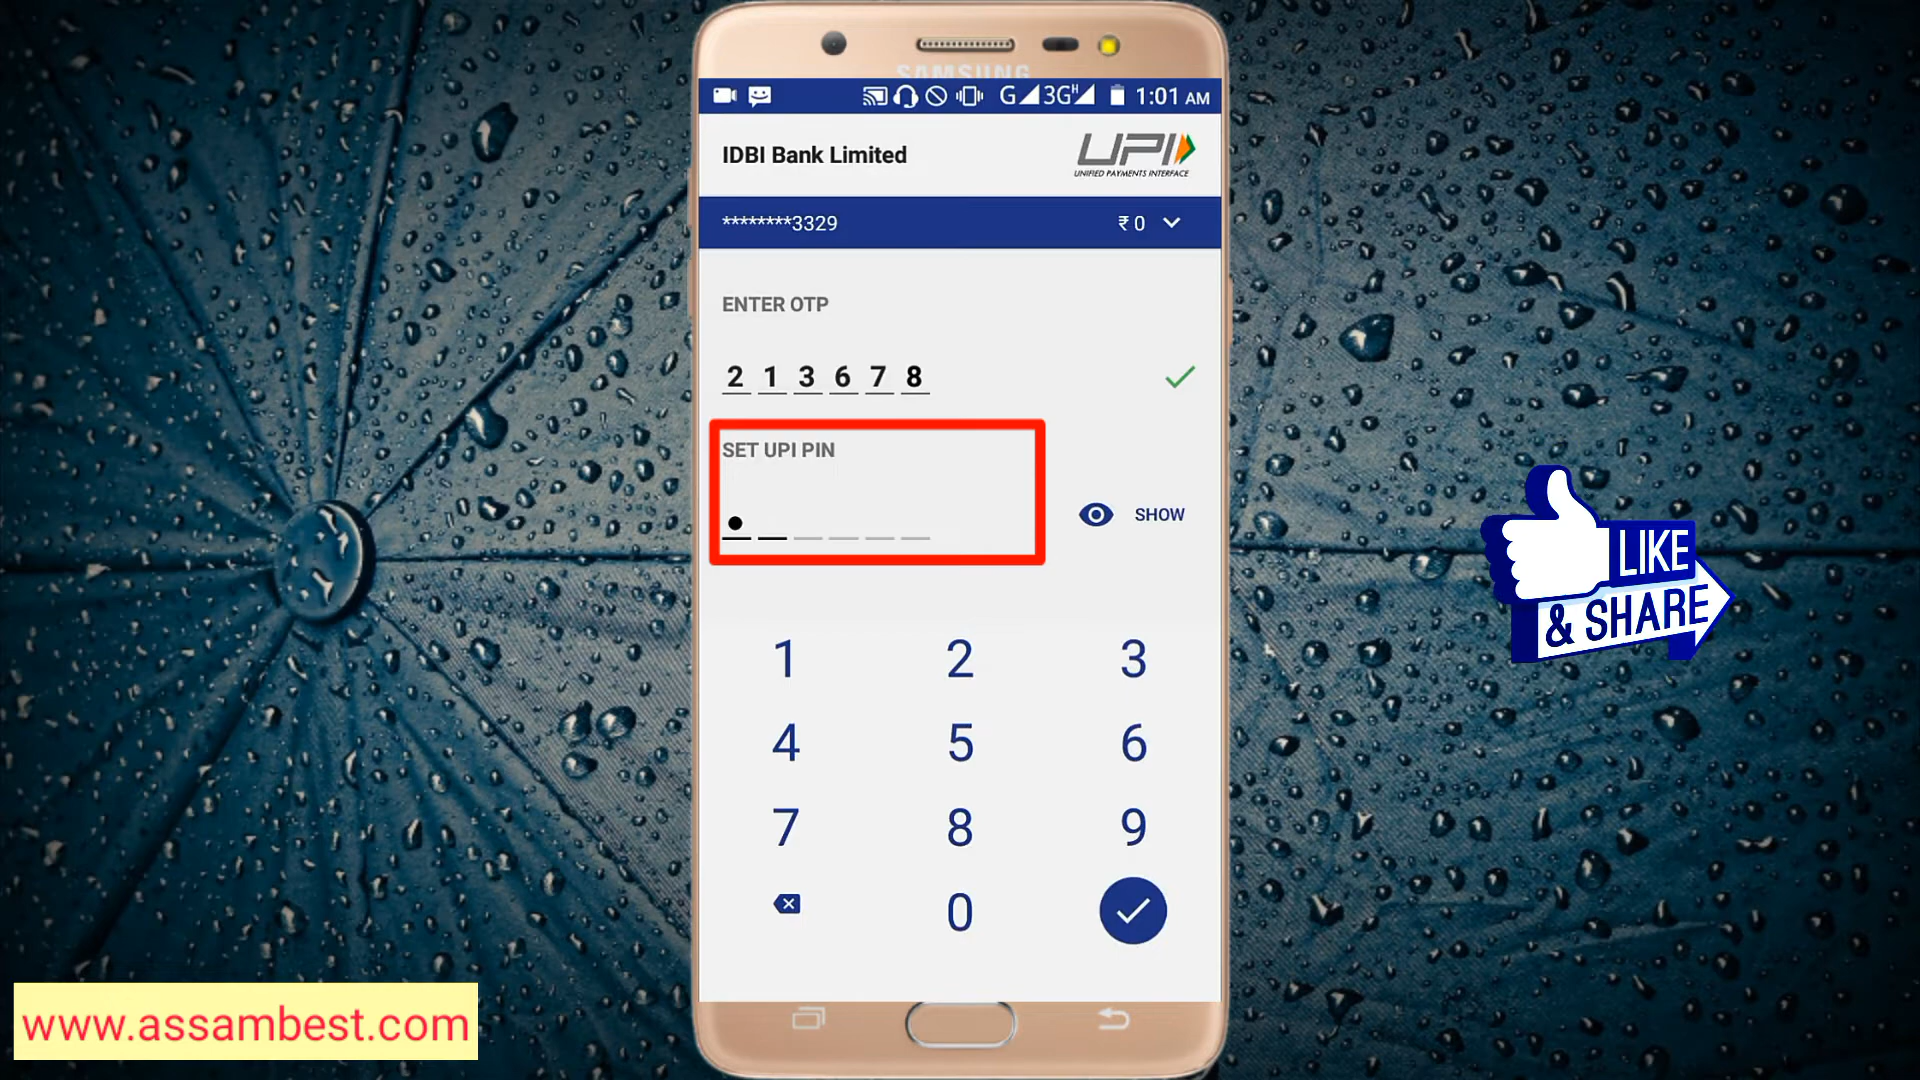 SAMSUNG
G 3G H 1:01 AM
IDBI Bank Limited
UPI
UNIFIED PAYMENTS INTERFACE
********3329 ₹ 0
ENTER OTP
2 1 3 6 7 8
SET UPI PIN
SHOW
1 2 3
4 5 6
7 8 9
0
LIKE
& SHARE
www.assambest.com